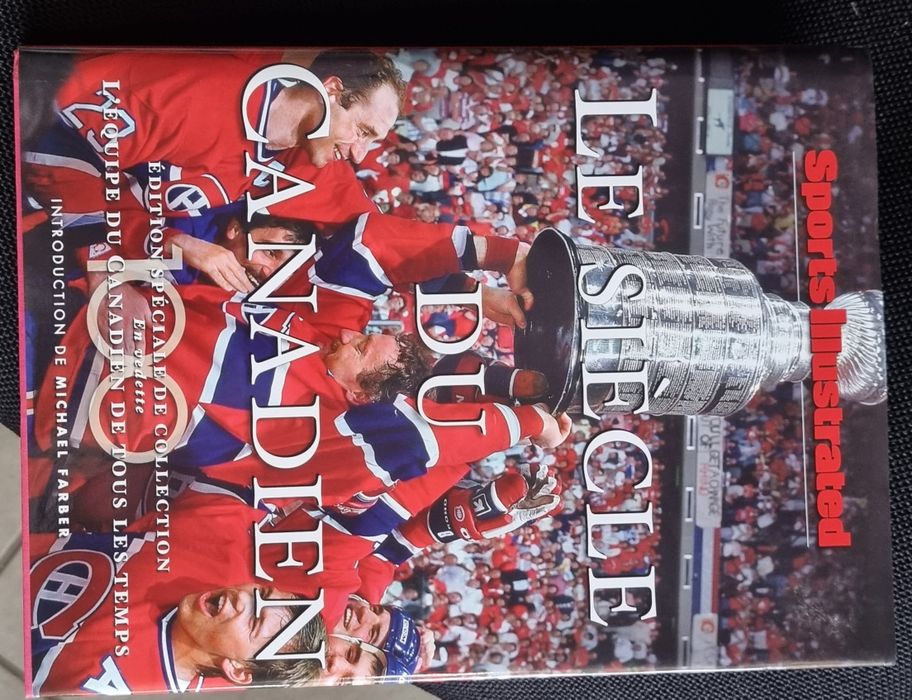 Sports Illustrated
LE SIÈCLE
DU
CANADIEN
ÉDITION SPÉCIALE DE COLLECTION
En vedette
L'ÉQUIPE DU CANADIEN DE TOUS LES TEMPS
INTRODUCTION DE MICHAEL FARBER
100